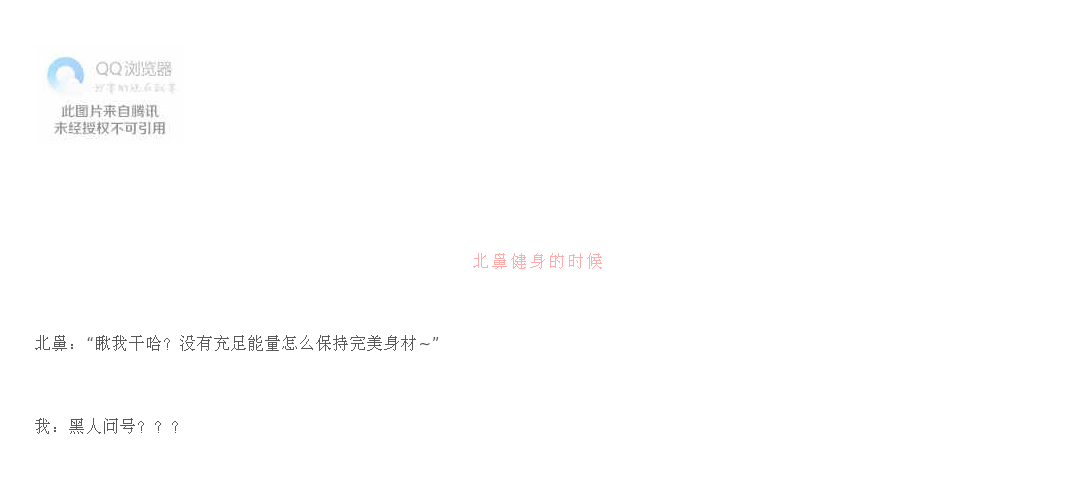 QQ浏览器
此图片来自腾讯
未经授权不可引用
北鼻健身的时候
北鼻：“瞅我干哈？没有充足能量怎么保持完美身材~”
我：黑人问号？？？